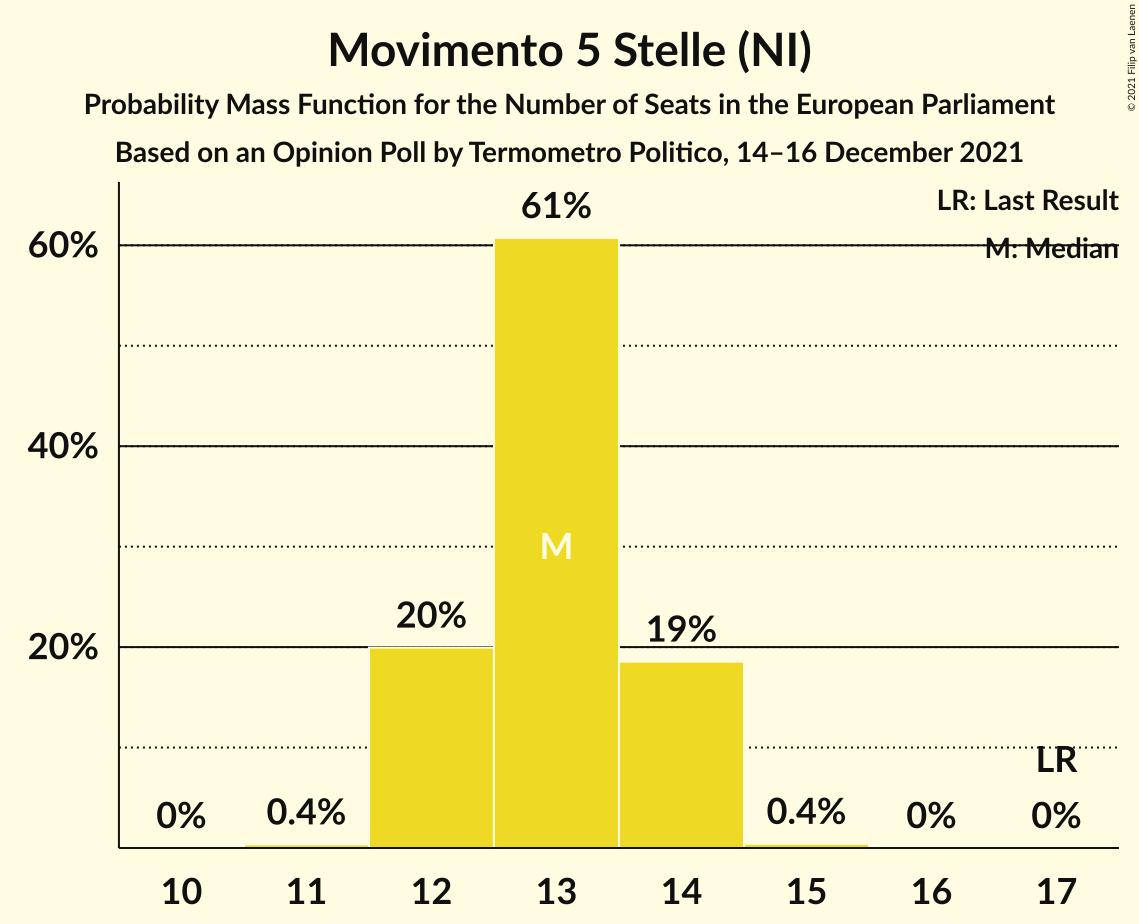 Movimento 5 Stelle (NI)
Probability Mass Function for the Number of Seats in the European Parliament
Based on an Opinion Poll by Termometro Politico, 14–16 December 2021
© 2021 Filip van Laenen
LR: Last Result
M: Median
60%
40%
20%
0%
0.4%
20%
61%
M
19%
0.4%
0%
LR
0%
10
11
12
13
14
15
16
17